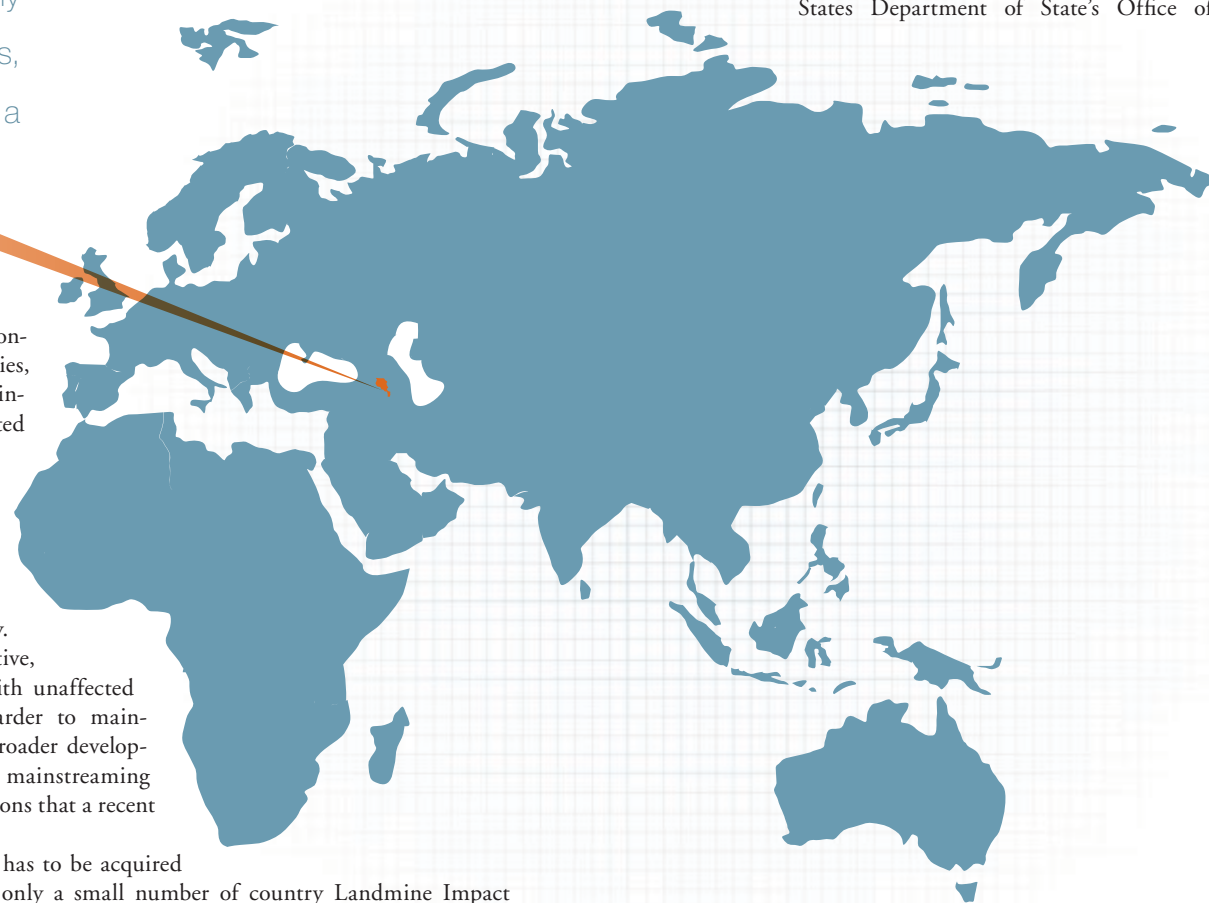 s,
a
States Department of State's Office of
on-
ies,
in-
ted
y.
tive,
ith unaffected
arder to main-
roader develop-
mainstreaming
ons that a recent
has to be acquired
only a small number of country Landmine Impact